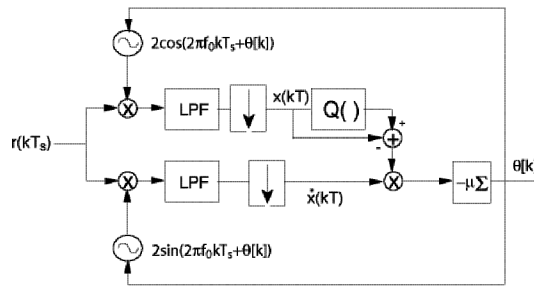 2cos(2πf₀kTₛ+θ[k])
LPF
x(kT)
Q( )
+
-
+
r(kTₛ)
X
X
X
LPF
ẋ(kT)
-μΣ
θ[k
2sin(2πf₀kTₛ+θ[k])